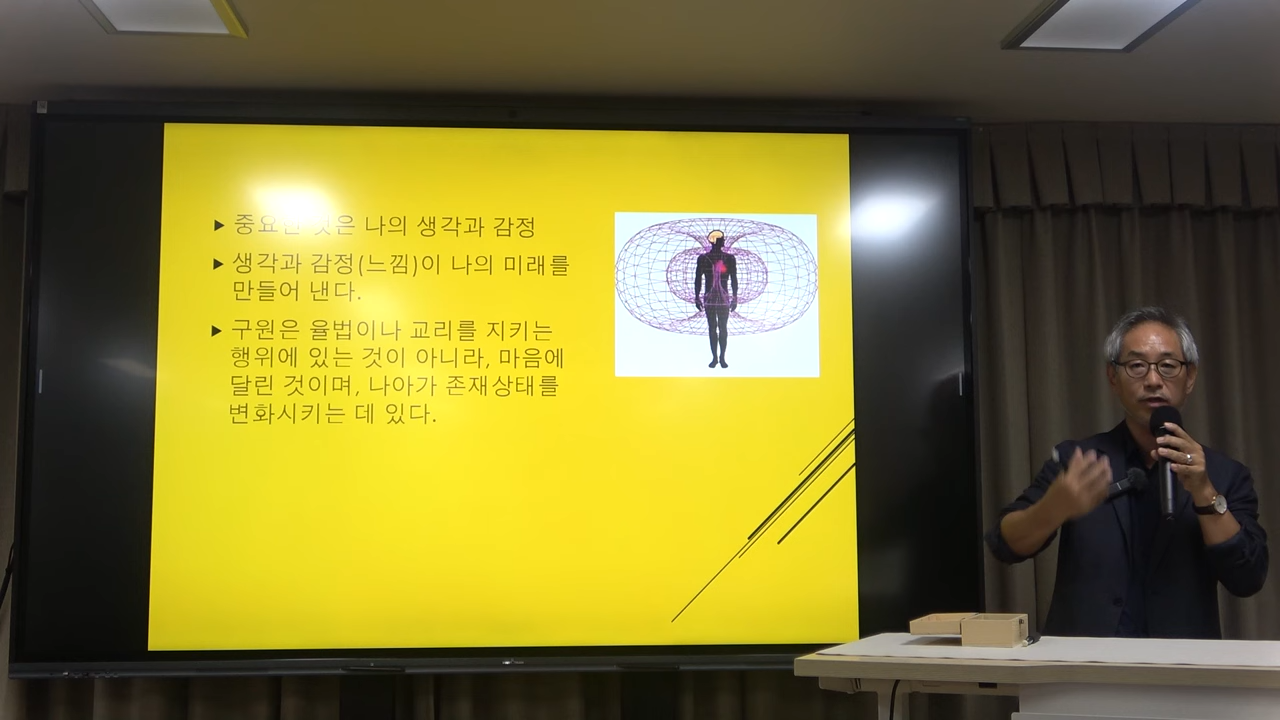 중요한 것은 나의 생각과 감정
생각과 감정(느낌)이 나의 미래를
만들어 낸다.
구원은 율법이나 교리를 지키는
행위에 있는 것이 아니라, 마음에
달린 것이며, 나아가 존재상태를
변화시키는 데 있다.